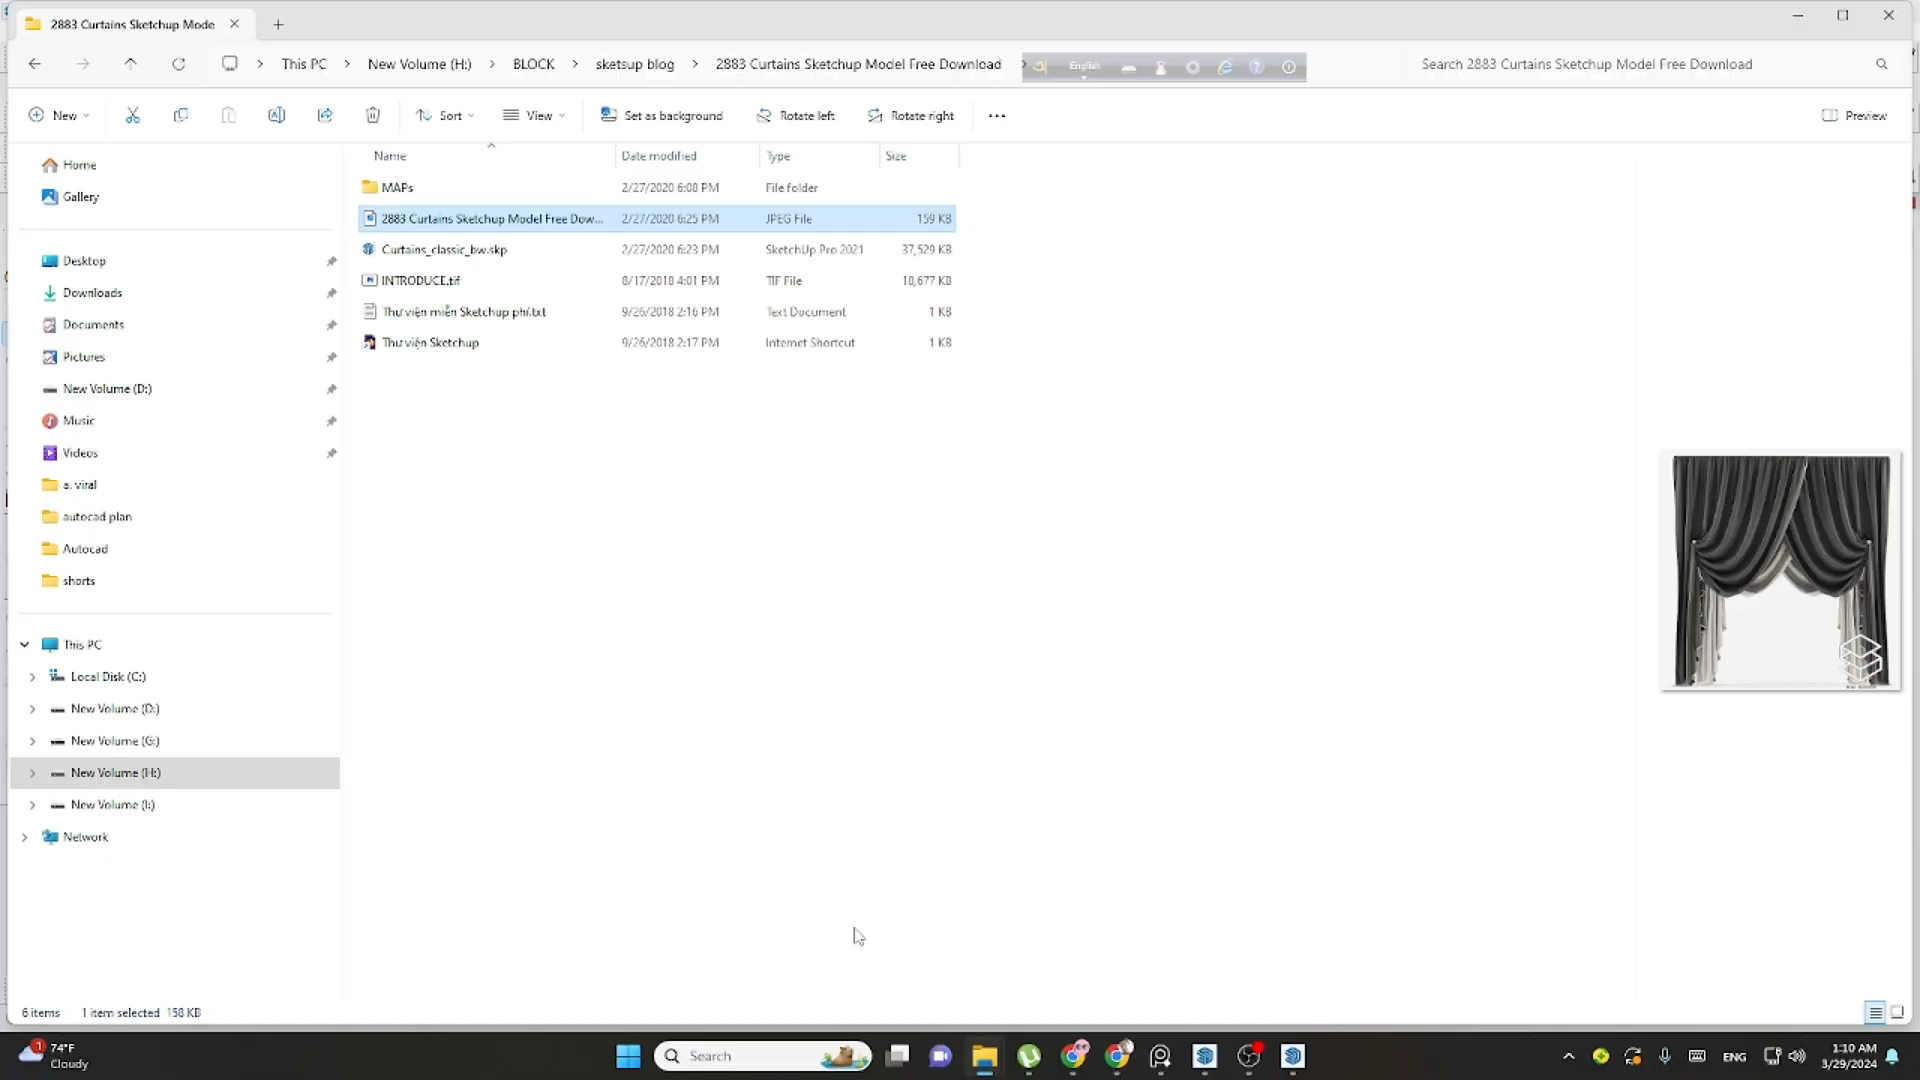 2883 Curtains Sketchup Mode
This PC > New Volume (H:) > BLOCK > sketsup blog > 2883 Curtains Sketchup Model Free Download >
English
Search 2883 Curtains Sketchup Model Free Download
New
Sort
View
Set as background
Rotate left
Rotate right
Preview
Name Date modified Type Size
MAPs 2/27/2020 6:08 PM File folder
2883 Curtains Sketchup Model Free Dow... 2/27/2020 6:25 PM JPEG File 159 KB
Curtains_classic_bw.skp 2/27/2020 6:23 PM SketchUp Pro 2021 37,529 KB
INTRODUCE.tif 8/17/2018 4:01 PM TIF File 18,677 KB
Thư viện miễn Sketchup phí.txt 9/26/2018 2:16 PM Text Document 1 KB
Thư viện Sketchup 9/26/2018 2:17 PM Internet Shortcut 1 KB
Home
Gallery
Desktop
Downloads
Documents
Pictures
New Volume (D:)
Music
Videos
a. viral
autocad plan
Autocad
shorts
This PC
Local Disk (C:)
New Volume (D:)
New Volume (G:)
New Volume (H:)
New Volume (I:)
Network
6 items 1 item selected 158 KB
1
74°F
Cloudy
Search
ENG
1:10 AM
3/29/2024